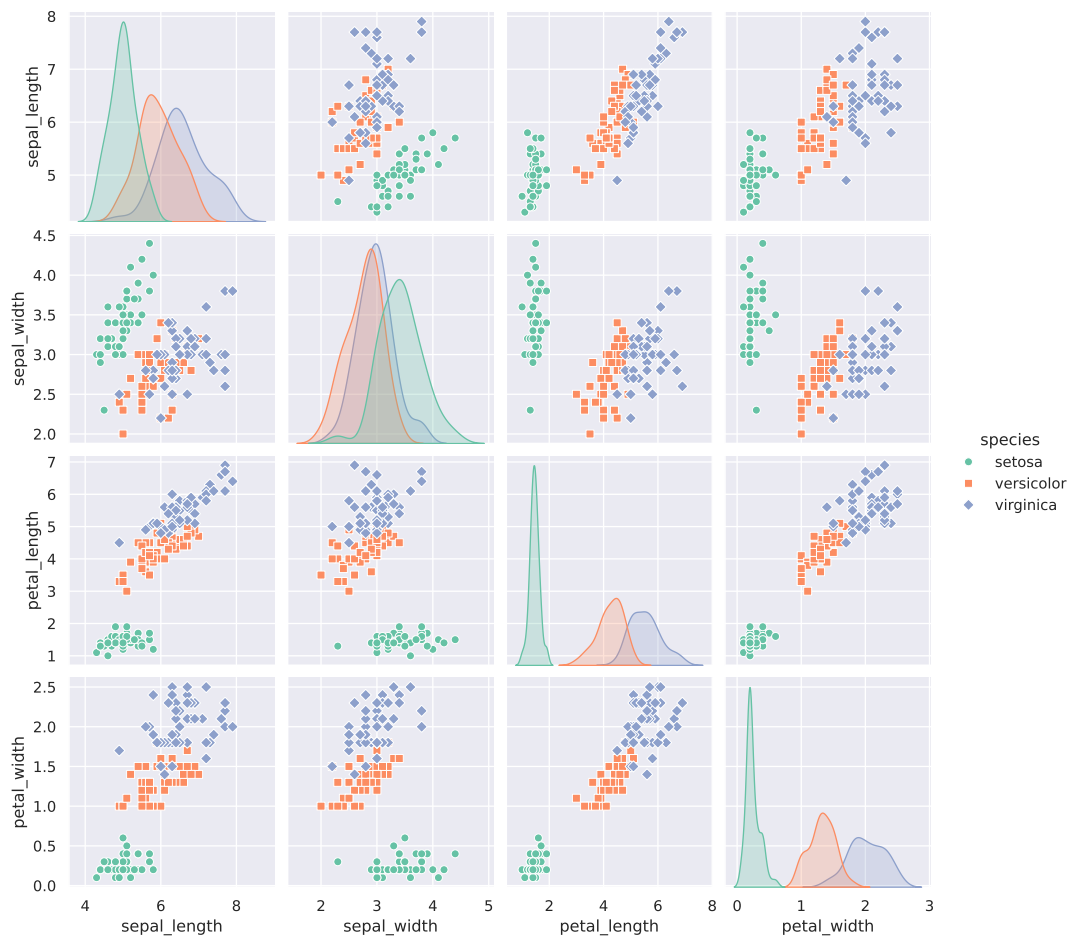 8
7
6
5
sepal_length
4.5
4.0
3.5
3.0
2.5
2.0
sepal_width
7
6
5
4
3
2
1
petal_length
2.5
2.0
1.5
1.0
0.5
0.0
petal_width
4 6 8
sepal_length
2 3 4 5
sepal_width
2 4 6 8
petal_length
0 1 2 3
petal_width
species
setosa
versicolor
virginica